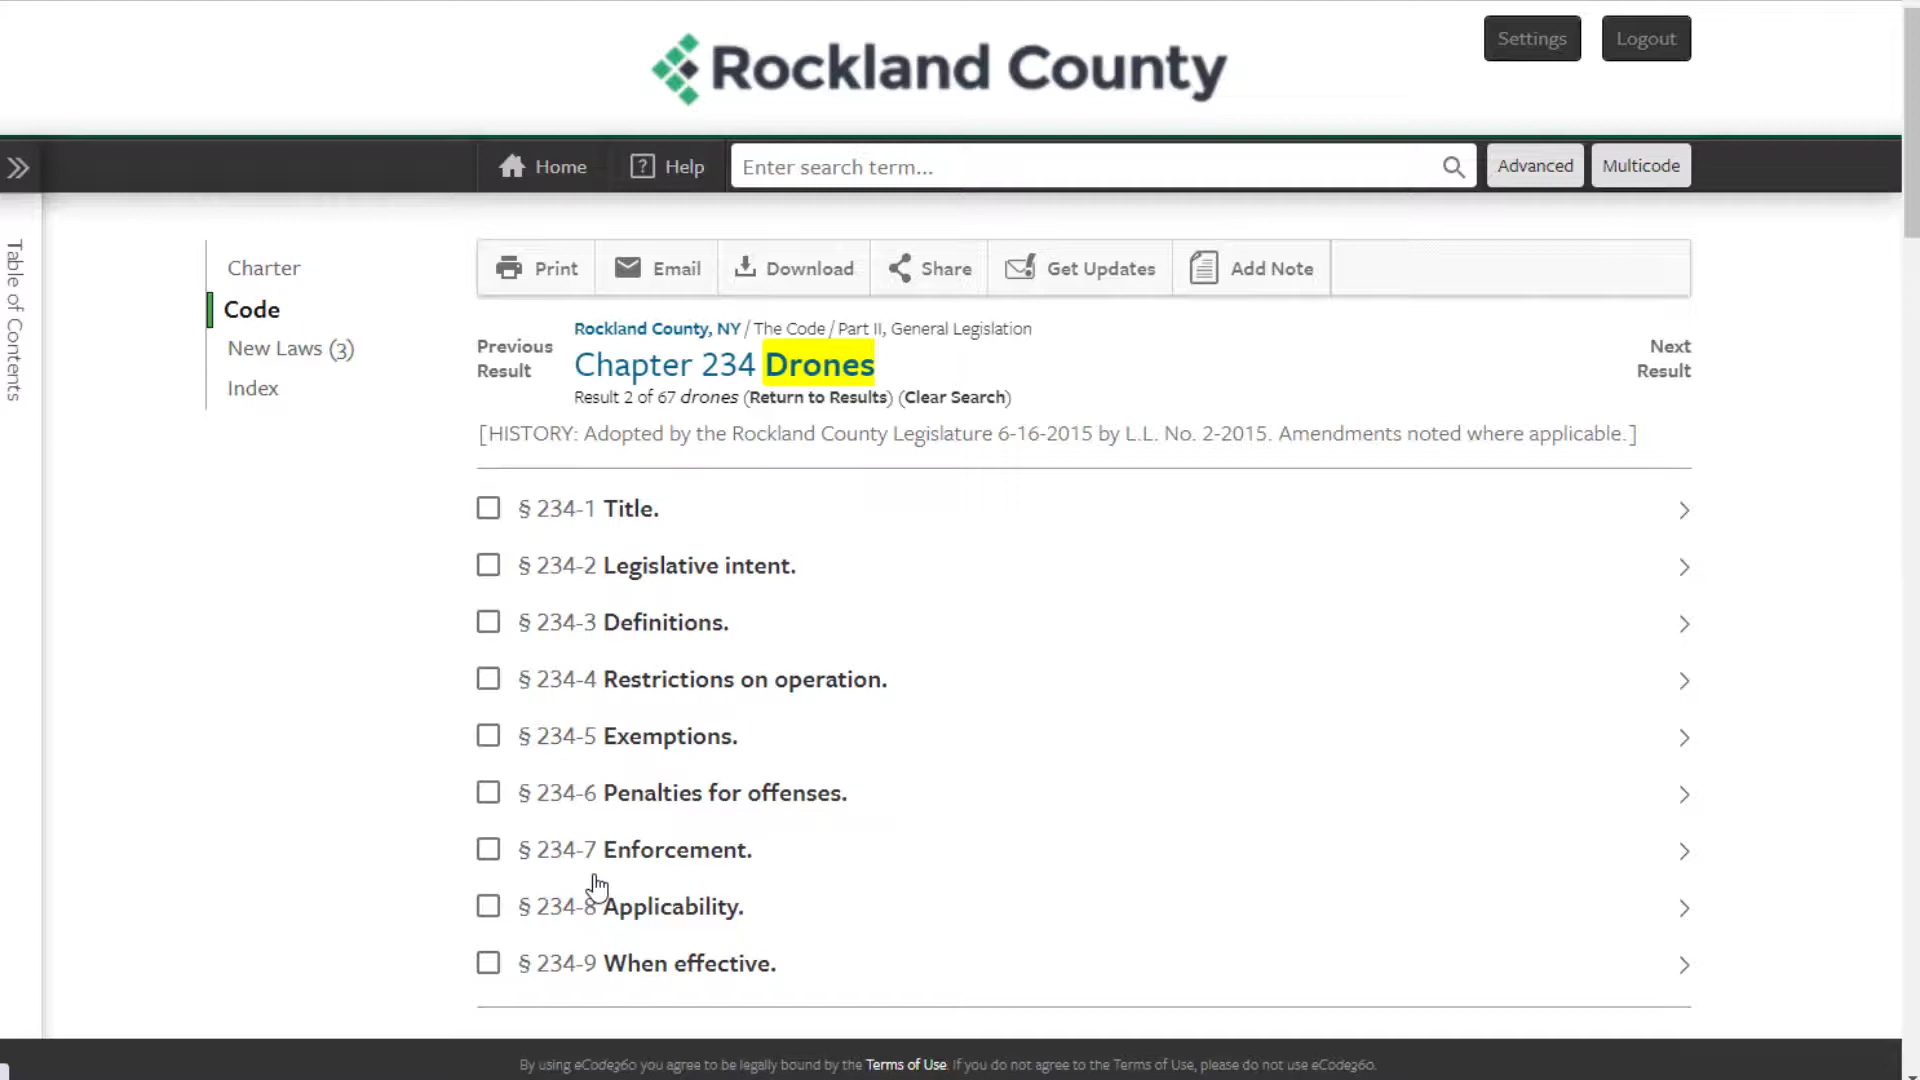 Settings
Logout
Rockland County
Home
Help
Enter search term...
Advanced
Multicode
Table of Contents
Charter
Code
New Laws (3)
Index
Print
Email
Download
Share
Get Updates
Add Note
Previous
Result
Rockland County, NY / The Code / Part II, General Legislation
Chapter 234 Drones
Result 2 of 67 drones (Return to Results) (Clear Search)
Next
Result
[HISTORY: Adopted by the Rockland County Legislature 6-16-2015 by L.L. No. 2-2015. Amendments noted where applicable.]
§ 234-1 Title.
§ 234-2 Legislative intent.
§ 234-3 Definitions.
§ 234-4 Restrictions on operation.
§ 234-5 Exemptions.
§ 234-6 Penalties for offenses.
§ 234-7 Enforcement.
§ 234-8 Applicability.
§ 234-9 When effective.
By using eCode360 you agree to be legally bound by the Terms of Use. If you do not agree to the Terms of Use, please do not use eCode360.